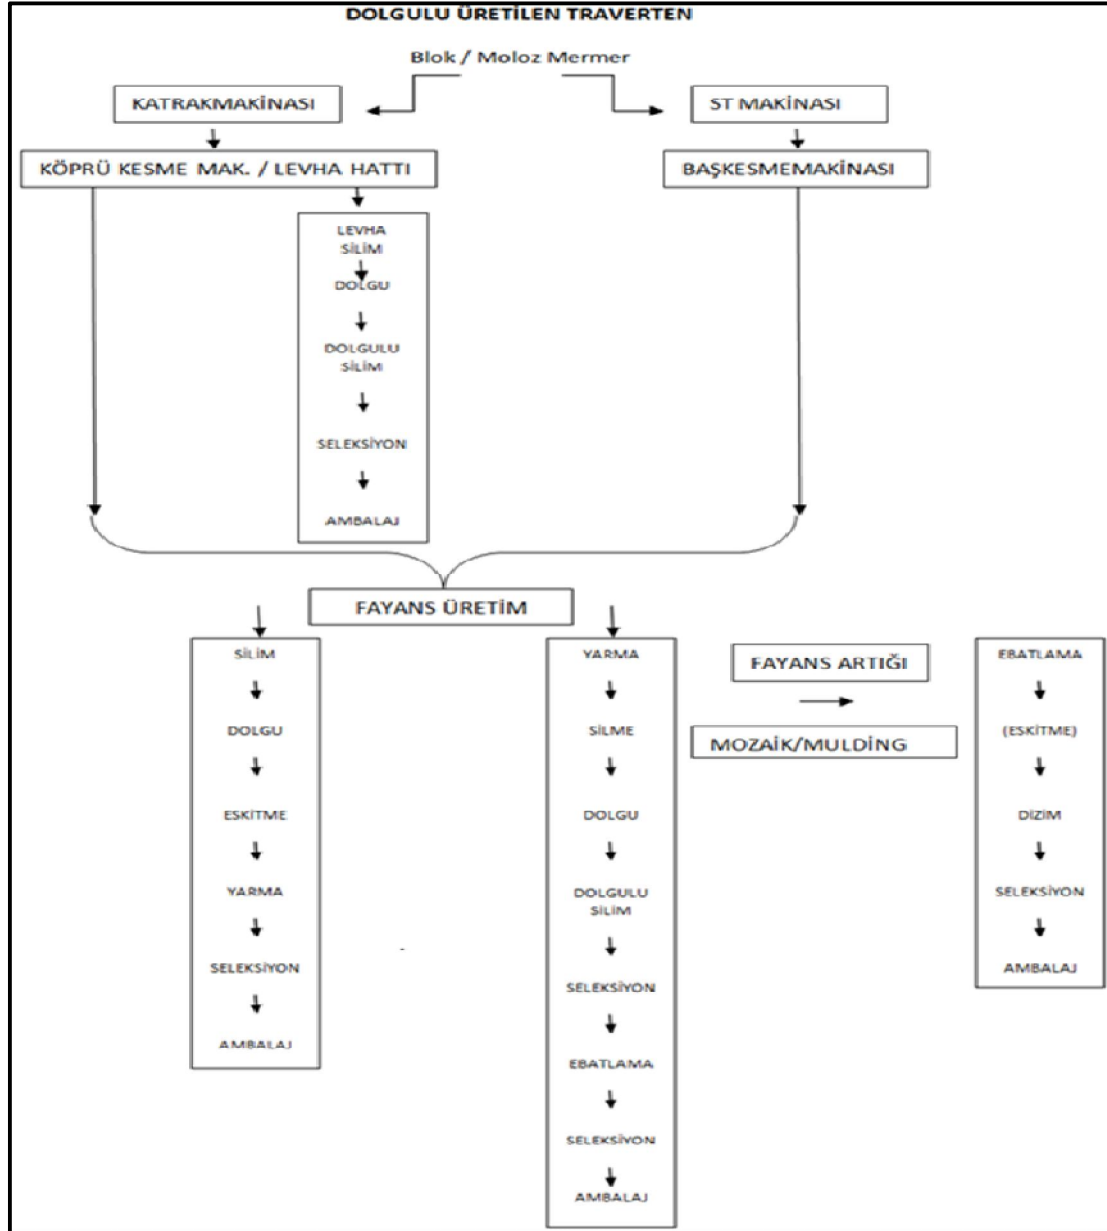 DOLGULU ÜRETİLEN TRAVERTEN
Blok / Moloz Mermer
KATRAKMAKİNASI
ST MAKİNASI
KÖPRÜ KESME MAK. / LEVHA HATTI
BAŞKESMEMAKİNASI
LEVHA
SİLİM
DOLGU
DOLGULU
SİLİM
SELEKSİYON
AMBALAJ
FAYANS ÜRETİM
SİLİM
DOLGU
ESKİTME
YARMA
SELEKSİYON
AMBALAJ
YARMA
SİLME
DOLGU
DOLGULU
SİLİM
SELEKSİYON
EBATLAMA
SELEKSİYON
AMBALAJ
FAYANS ARTIĞI
MOZAİK/MULDİNG
EBATLAMA
(ESKİTME)
DİZİM
SELEKSİYON
AMBALAJ